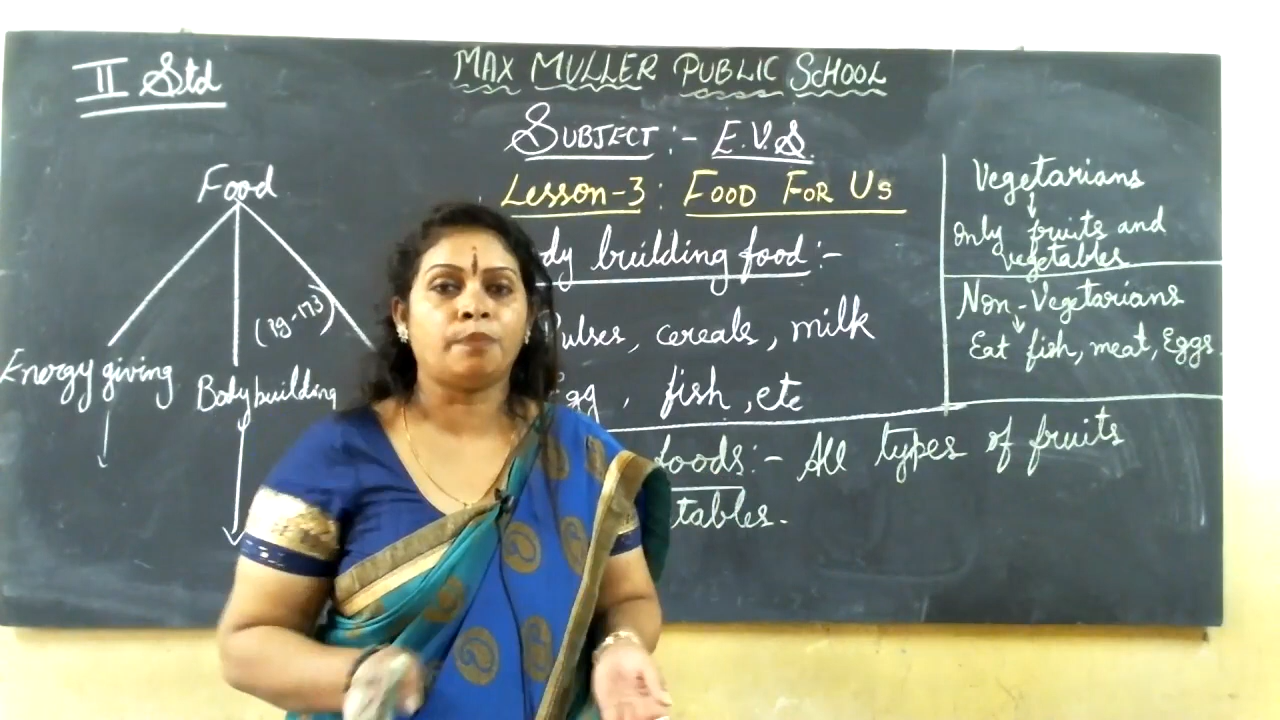 II Std
MAX MULLER PUBLIC SCHOOL
SUBJECT :- E.V.S.
Lesson-3 : FOOD FOR US
Food
(Pg-173)
Energy giving
Body building
dy building food :-
ulses, cereals, milk
gg , fish, etc
foods :- All types of fruits
tables.
Vegetarians
Only fruits and
vegetables
Non-Vegetarians
Eat fish, meat, Eggs.